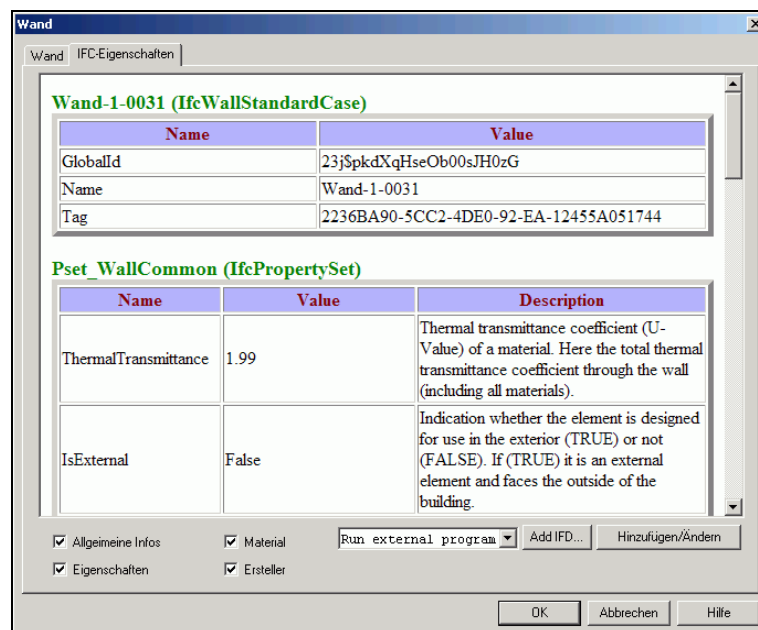 Wand
Wand IFC-Eigenschaften
Wand-1-0031 (IfcWallStandardCase)
Name Value
GlobalId 23j$pkdXqHseOb00sJH0zG
Name Wand-1-0031
Tag 2236BA90-5CC2-4DE0-92-EA-12455A051744
Pset_WallCommon (IfcPropertySet)
Name Value Description
ThermalTransmittance 1.99 Thermal transmittance coefficient (U-
Value) of a material. Here the total thermal
transmittance coefficient through the wall
(including all materials).
IsExternal False Indication whether the element is designed
for use in the exterior (TRUE) or not
(FALSE). If (TRUE) it is an external
element and faces the outside of the
building.
Allgeimeine Infos Material Run external program Add IFD... Hinzufügen/Ändern
Eigenschaften Ersteller
OK Abbrechen Hilfe